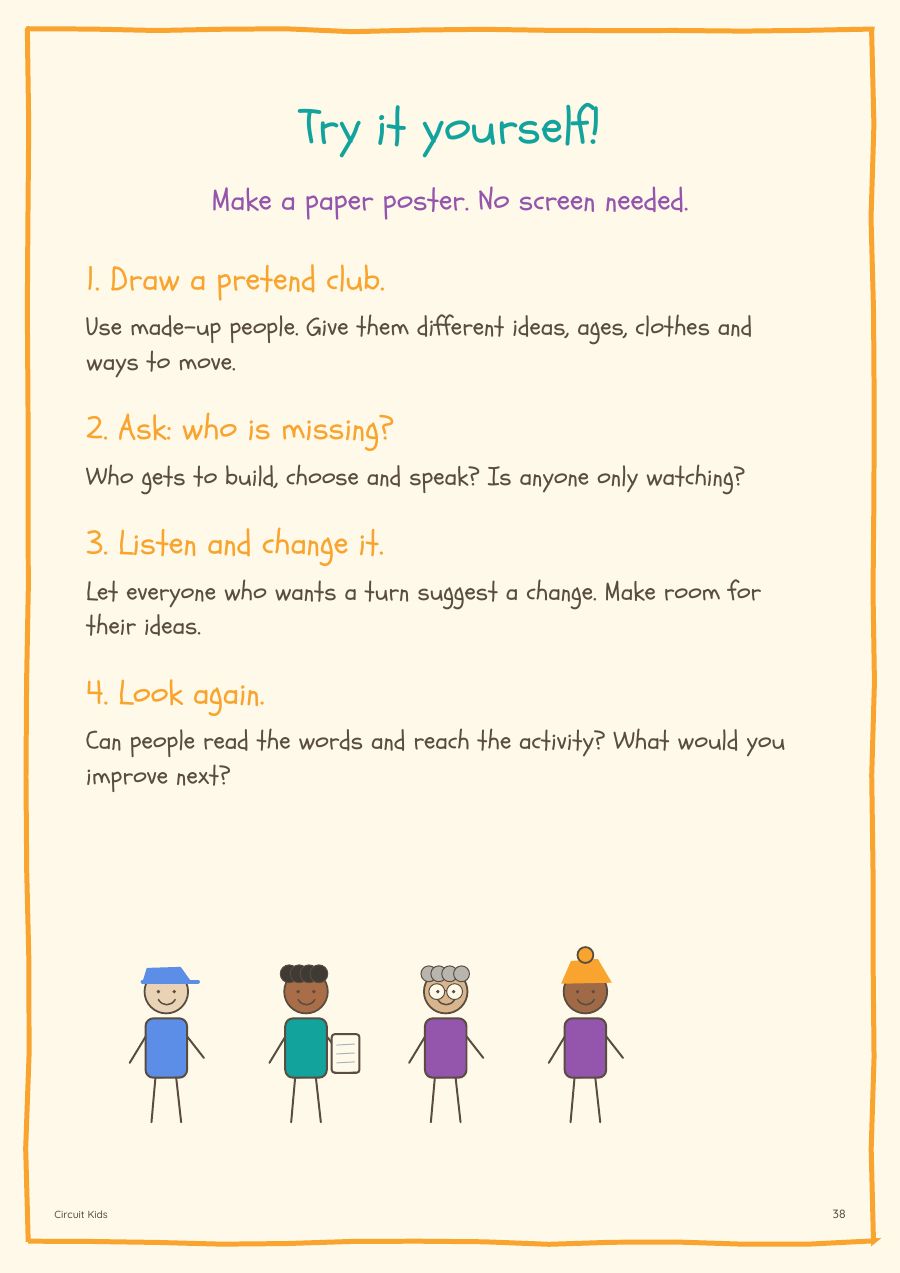 Try it yourself!
Make a paper poster. No screen needed.
1. Draw a pretend club.
Use made-up people. Give them different ideas, ages, clothes and
ways to move.
2. Ask: who is missing?
Who gets to build, choose and speak? Is anyone only watching?
3. Listen and change it.
Let everyone who wants a turn suggest a change. Make room for
their ideas.
4. Look again.
Can people read the words and reach the activity? What would you
improve next?
Circuit Kids
38